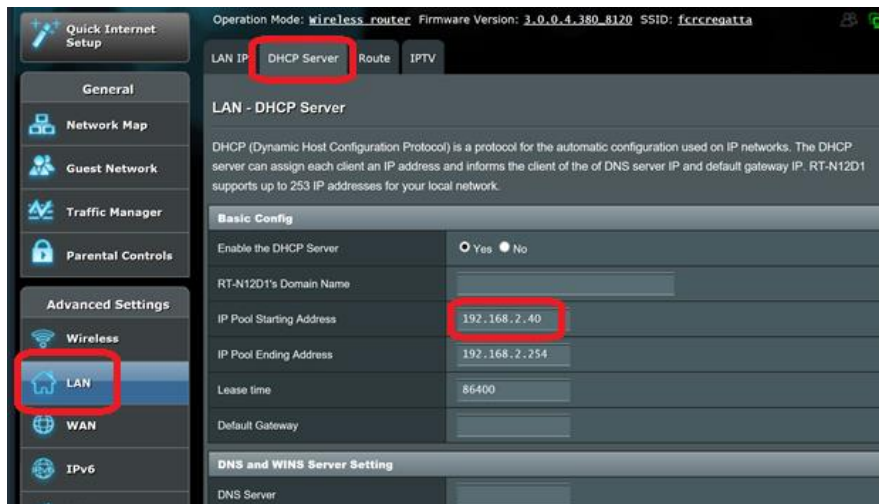 Quick Internet
Setup
General
Network Map
Guest Network
Traffic Manager
Parental Controls
Advanced Settings
Wireless
LAN
WAN
IPv6
Operation Mode: Wireless router Firmware Version: 3.0.0.4.380_8120 SSID: fcrcregatta
LAN IP DHCP Server Route IPTV
LAN - DHCP Server
DHCP (Dynamic Host Configuration Protocol) is a protocol for the automatic configuration used on IP networks. The DHCP
server can assign each client an IP address and informs the client of the of DNS server IP and default gateway IP. RT-N12D1
supports up to 253 IP addresses for your local network.
Basic Config
Enable the DHCP Server Yes No
RT-N12D1's Domain Name
IP Pool Starting Address 192.168.2.40
IP Pool Ending Address 192.168.2.254
Lease time 86400
Default Gateway
DNS and WINS Server Setting
DNS Server